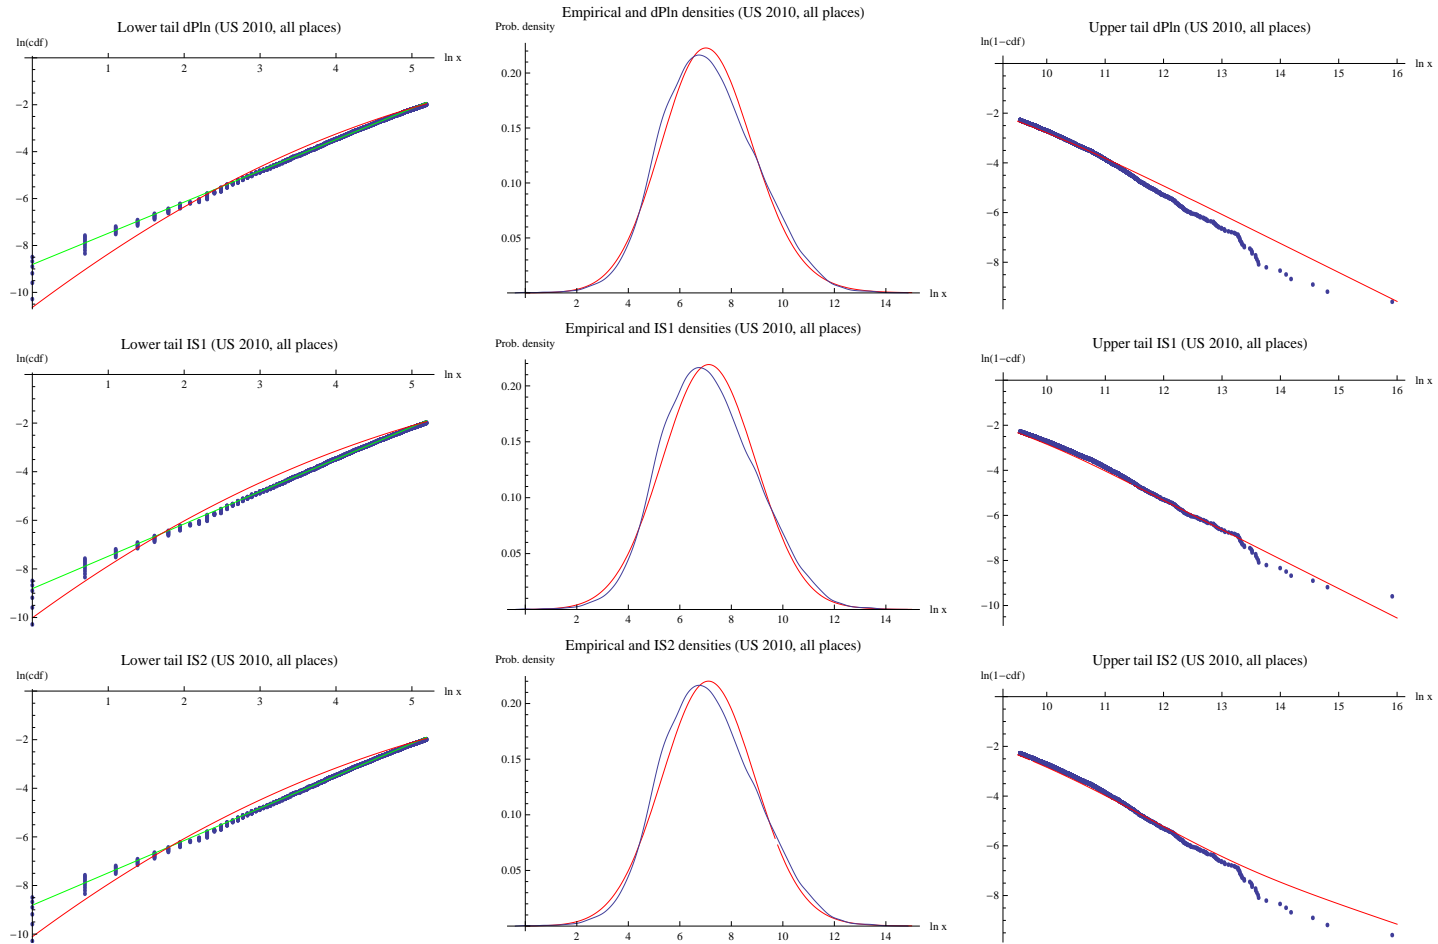 Lower tail dPln (US 2010, all places)
ln(cdf)
ln x
1 2 3 4 5
−2
−4
−6
−8
−10
Empirical and dPln densities (US 2010, all places)
Prob. density
0.20
0.15
0.10
0.05
2 4 6 8 10 12 14
ln x
Upper tail dPln (US 2010, all places)
ln(1−cdf)
ln x
10 11 12 13 14 15 16
−2
−4
−6
−8
Lower tail IS1 (US 2010, all places)
ln(cdf)
ln x
1 2 3 4 5
−2
−4
−6
−8
−10
Empirical and IS1 densities (US 2010, all places)
Prob. density
0.20
0.15
0.10
0.05
2 4 6 8 10 12 14
ln x
Upper tail IS1 (US 2010, all places)
ln(1−cdf)
ln x
10 11 12 13 14 15 16
−2
−4
−6
−8
−10
Lower tail IS2 (US 2010, all places)
ln(cdf)
ln x
1 2 3 4 5
−2
−4
−6
−8
−10
Empirical and IS2 densities (US 2010, all places)
Prob. density
0.20
0.15
0.10
0.05
2 4 6 8 10 12 14
ln x
Upper tail IS2 (US 2010, all places)
ln(1−cdf)
ln x
10 11 12 13 14 15 16
−2
−4
−6
−8